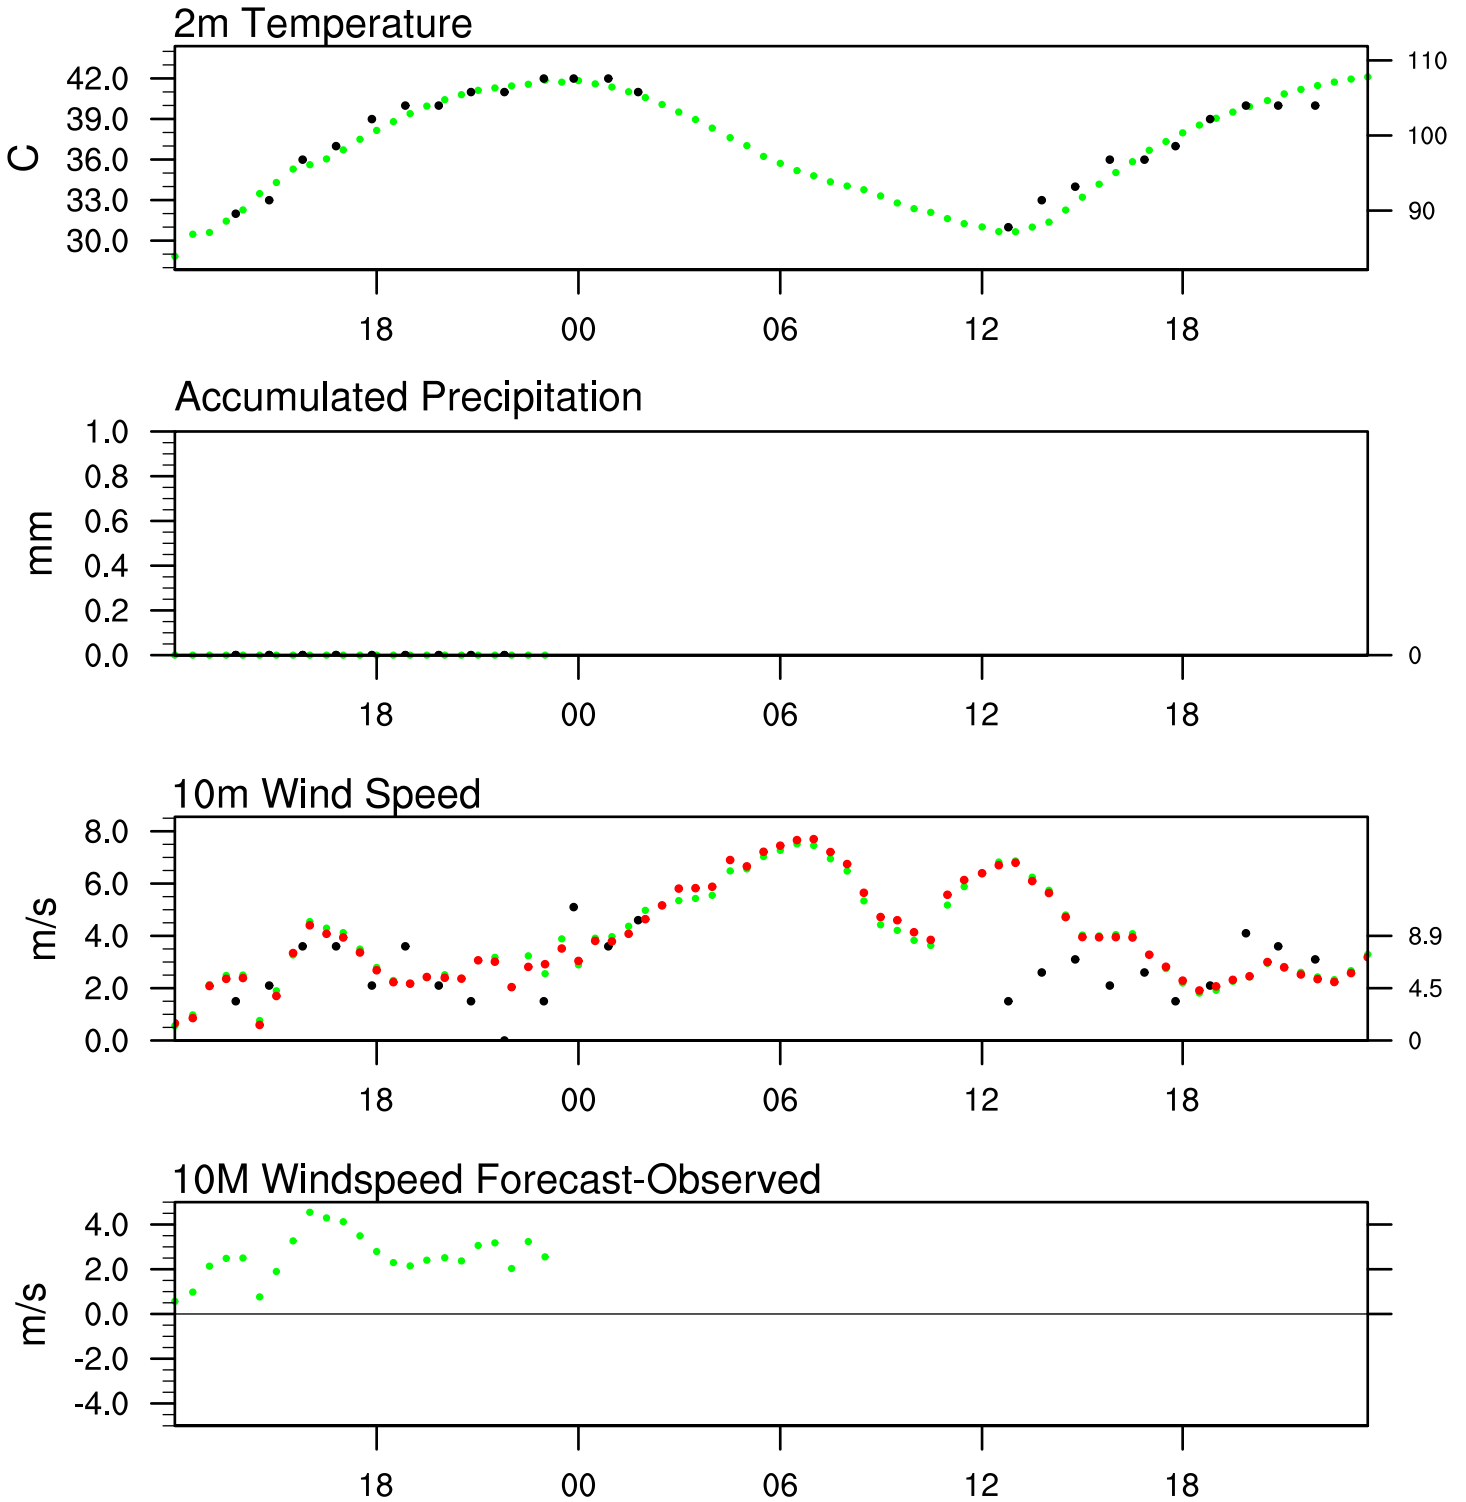 2m Temperature
42.0
39.0
36.0
33.0
30.0
C
110
100
90
18 00 06 12 18
Accumulated Precipitation
1.0
0.8
0.6
0.4
0.2
0.0
mm
0
18 00 06 12 18
10m Wind Speed
8.0
6.0
4.0
2.0
0.0
m/s
8.9
4.5
0
18 00 06 12 18
10M Windspeed Forecast-Observed
4.0
2.0
0.0
-2.0
-4.0
m/s
18 00 06 12 18